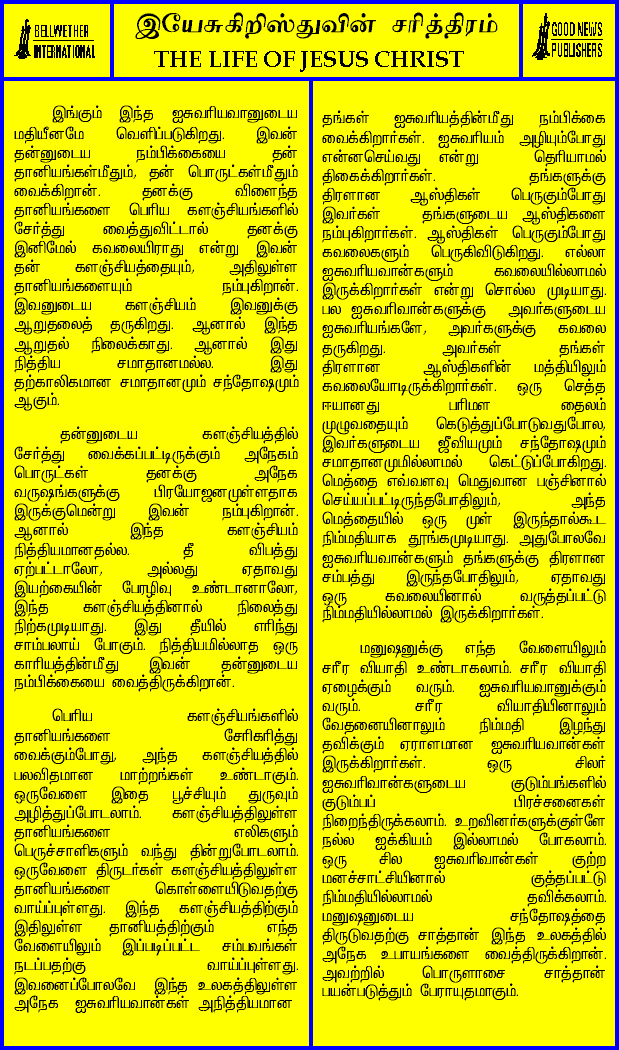 BELLWETHER
INTERNATIONAL
இயேசுகிறிஸ்துவின் சரித்திரம்
THE LIFE OF JESUS CHRIST
GOOD NEWS
PUBLISHERS
இங்கும் இந்த ஐசுவரியவானுடைய
மதியீனமே வெளிப்படுகிறது. இவன்
தன்னுடைய நம்பிக்கையை தன்
தானியங்கள்மீதும், தன் பொருட்கள்மீதும்
வைக்கிறான். தனக்கு விளைந்த
தானியங்களை பெரிய களஞ்சியங்களில்
சேர்த்து வைத்துவிட்டால் தனக்கு
இனிமேல் கவலையிராது என்று இவன்
தன் களஞ்சியத்தையும், அதிலுள்ள
தானியங்களையும் நம்புகிறான்.
இவனுடைய களஞ்சியம் இவனுக்கு
ஆறுதலைத் தருகிறது. ஆனால் இந்த
ஆறுதல் நிலைக்காது. ஆனால் இது
நித்திய சமாதானமல்ல. இது
தற்காலிகமான சமாதானமும் சந்தோஷமும்
ஆகும்.
தன்னுடைய களஞ்சியத்தில்
சேர்த்து வைக்கப்பட்டிருக்கும் அநேகம்
பொருட்கள் தனக்கு அநேக
வருஷங்களுக்கு பிரயோஜனமுள்ளதாக
இருக்குமென்று இவன் நம்புகிறான்.
ஆனால் இந்த களஞ்சியம்
நித்தியமானதல்ல. தீ விபத்து
ஏற்பட்டாலோ, அல்லது ஏதாவது
இயற்கையின் பேரழிவு உண்டானாலோ,
இந்த களஞ்சியத்தினால் நிலைத்து
நிற்கமுடியாது. இது தீயில் எரிந்து
சாம்பலாய் போகும். நித்தியமில்லாத ஒரு
காரியத்தின்மீது இவன் தன்னுடைய
நம்பிக்கையை வைத்திருக்கிறான்.
பெரிய களஞ்சியங்களில்
தானியங்களை சேரிகரித்து
வைக்கும்போது, அந்த களஞ்சியத்தில்
பலவிதமான மாற்றங்கள் உண்டாகும்.
ஒருவேளை இதை பூச்சியும் துருவும்
அழித்துப்போடலாம். களஞ்சியத்திலுள்ள
தானியங்களை எலிகளும்
பெருச்சாளிகளும் வந்து தின்றுபோடலாம்.
ஒருவேளை திருடர்கள் களஞ்சியத்திலுள்ள
தானியங்களை கொள்ளையிடுவதற்கு
வாய்ப்புள்ளது. இந்த களஞ்சியத்திற்கும்
இதிலுள்ள தானியத்திற்கும் எந்த
வேளையிலும் இப்படிப்பட்ட சம்பவங்கள்
நடப்பதற்கு வாய்ப்புள்ளது.
இவனைப்போலவே இந்த உலகத்திலுள்ள
அநேக ஐசுவரியவான்கள் அநித்தியமான
தங்கள் ஐசுவரியத்தின்மீது நம்பிக்கை
வைக்கிறார்கள். ஐசுவரியம் அழியும்போது
என்னசெய்வது என்று தெரியாமல்
திகைக்கிறார்கள். தங்களுக்கு
திரளான ஆஸ்திகள் பெருகும்போது
இவர்கள் தங்களுடைய ஆஸ்திகளை
நம்புகிறார்கள். ஆஸ்திகள் பெருகும்போது
கவலைகளும் பெருகிவிடுகிறது. எல்லா
ஐசுவரியவான்களும் கவலையில்லாமல்
இருக்கிறார்கள் என்று சொல்ல முடியாது.
பல ஐசுவரிவான்களுக்கு அவர்களுடைய
ஐசுவரியங்களே, அவர்களுக்கு கவலை
தருகிறது. அவர்கள் தங்கள்
திரளான ஆஸ்திகளின் மத்தியிலும்
கவலையோடிருக்கிறார்கள். ஒரு செத்த
ஈயானது பரிமள தைலம்
முழுவதையும் கெடுத்துப்போடுவதுபோல,
இவர்களுடைய ஜீவியமும் சந்தோஷமும்
சமாதானமுமில்லாமல் கெட்டுப்போகிறது.
மெத்தை எவ்வளவு மெதுவான பஞ்சினால்
செய்யப்பட்டிருந்தபோதிலும், அந்த
மெத்தையில் ஒரு முள் இருந்தால்கூட
நிம்மதியாக தூங்கமுடியாது. அதுபோலவே
ஐசுவரியவான்களும் தங்களுக்கு திரளான
சம்பத்து இருந்தபோதிலும், ஏதாவது
ஒரு கவலையினால் வருத்தப்பட்டு
நிம்மதியில்லாமல் இருக்கிறார்கள்.
மனுஷனுக்கு எந்த வேளையிலும்
சரீர வியாதி உண்டாகலாம். சரீர வியாதி
ஏழைக்கும் வரும். ஐசுவரியவானுக்கும்
வரும். சரீர வியாதியினாலும்
வேதனையினாலும் நிம்மதி இழந்து
தவிக்கும் ஏராளமான ஐசுவரியவான்கள்
இருக்கிறார்கள். ஒரு சிலர்
ஐசுவரிவான்களுடைய குடும்பங்களில்
குடும்பப் பிரச்சனைகள்
நிறைந்திருக்கலாம். உறவினர்களுக்குள்ளே
நல்ல ஐக்கியம் இல்லாமல் போகலாம்.
ஒரு சில ஐசுவரிவான்கள் குற்ற
மனச்சாட்சியினால் குத்தப்பட்டு
நிம்மதியில்லாமல் தவிக்கலாம்.
மனுஷனுடைய சந்தோஷத்தை
திருடுவதற்கு சாத்தான் இந்த உலகத்தில்
அநேக உபாயங்களை வைத்திருக்கிறான்.
அவற்றில் பொருளாசை சாத்தான்
பயன்படுத்தும் பேராயுதமாகும்.